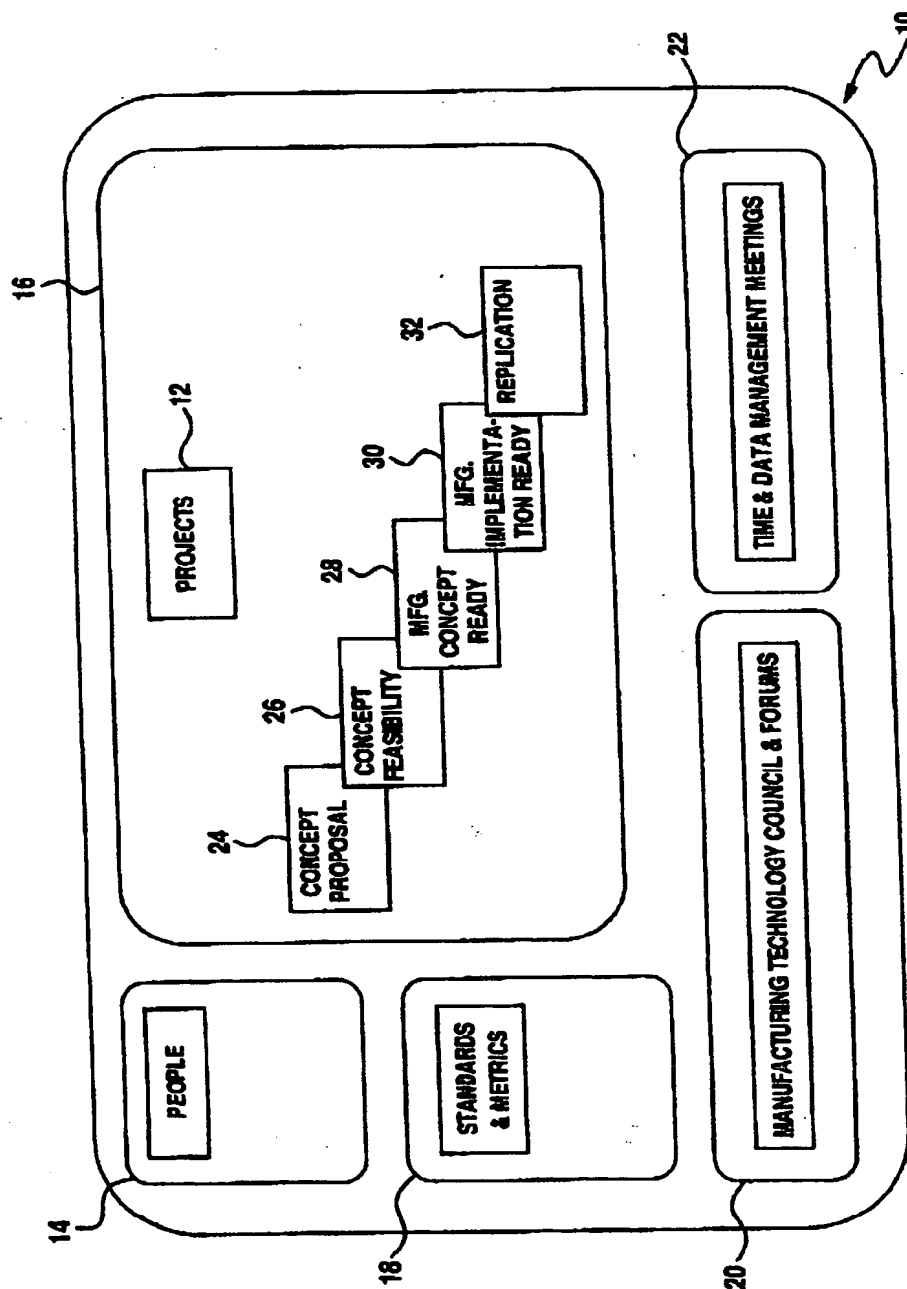 16
PEOPLE
14
PROJECTS
12
CONCEPT
PROPOSAL
24
CONCEPT
FEASIBILITY
26
MFG.
CONCEPT
READY
28
MFG.
IMPLEMENTA-
TION READY
30
REPLICATION
32
STANDARDS
& METRICS
18
MANUFACTURING TECHNOLOGY COUNCIL & FORUMS
20
TIME & DATA MANAGEMENT MEETINGS
22